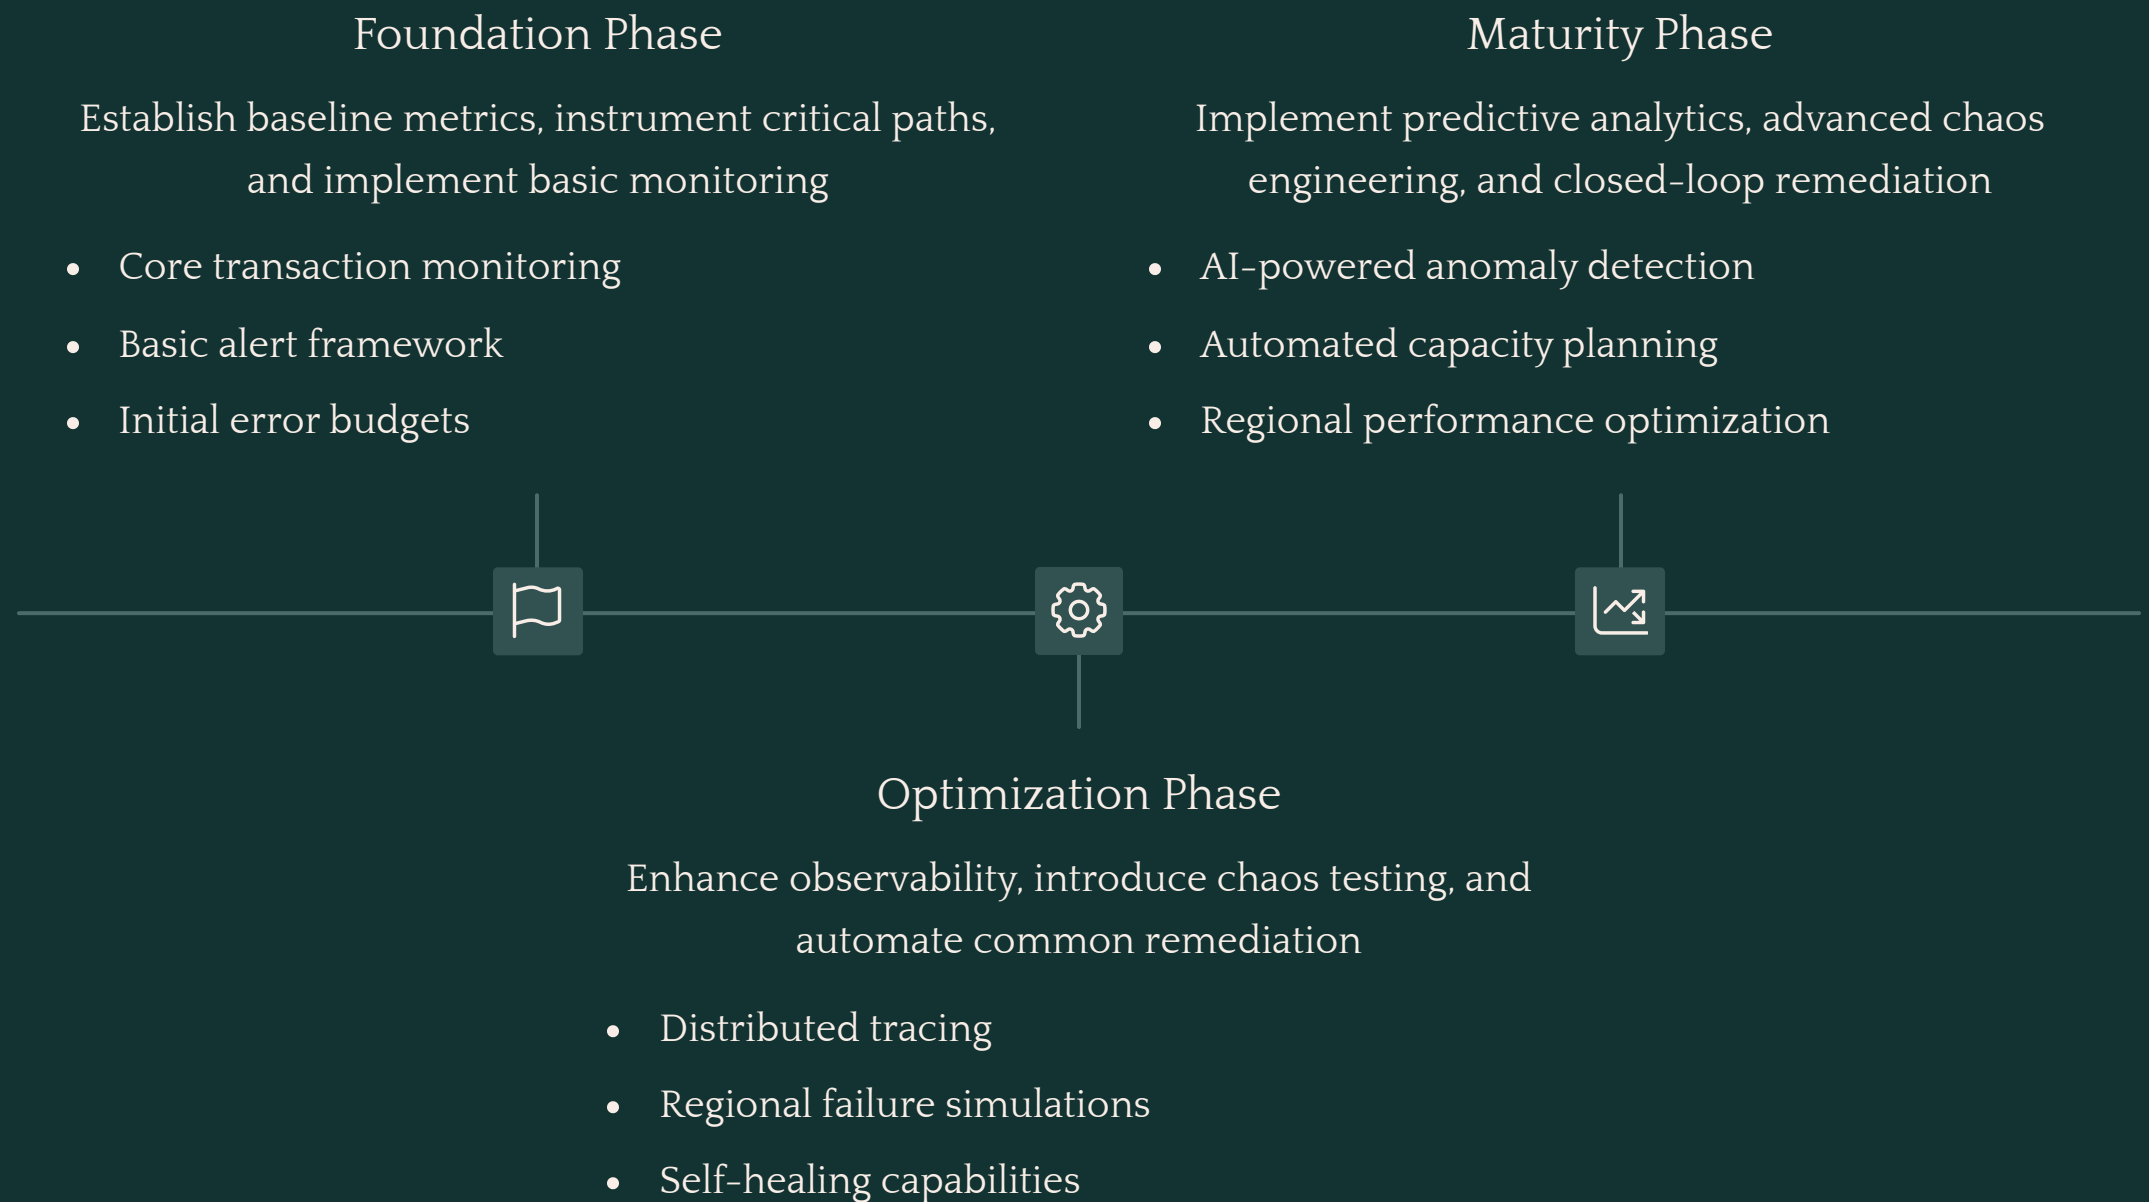 Foundation Phase
Establish baseline metrics, instrument critical paths,
and implement basic monitoring
• Core transaction monitoring
• Basic alert framework
• Initial error budgets
Maturity Phase
Implement predictive analytics, advanced chaos
engineering, and closed-loop remediation
• AI-powered anomaly detection
• Automated capacity planning
• Regional performance optimization
Optimization Phase
Enhance observability, introduce chaos testing, and
automate common remediation
• Distributed tracing
• Regional failure simulations
• Self-healing capabilities